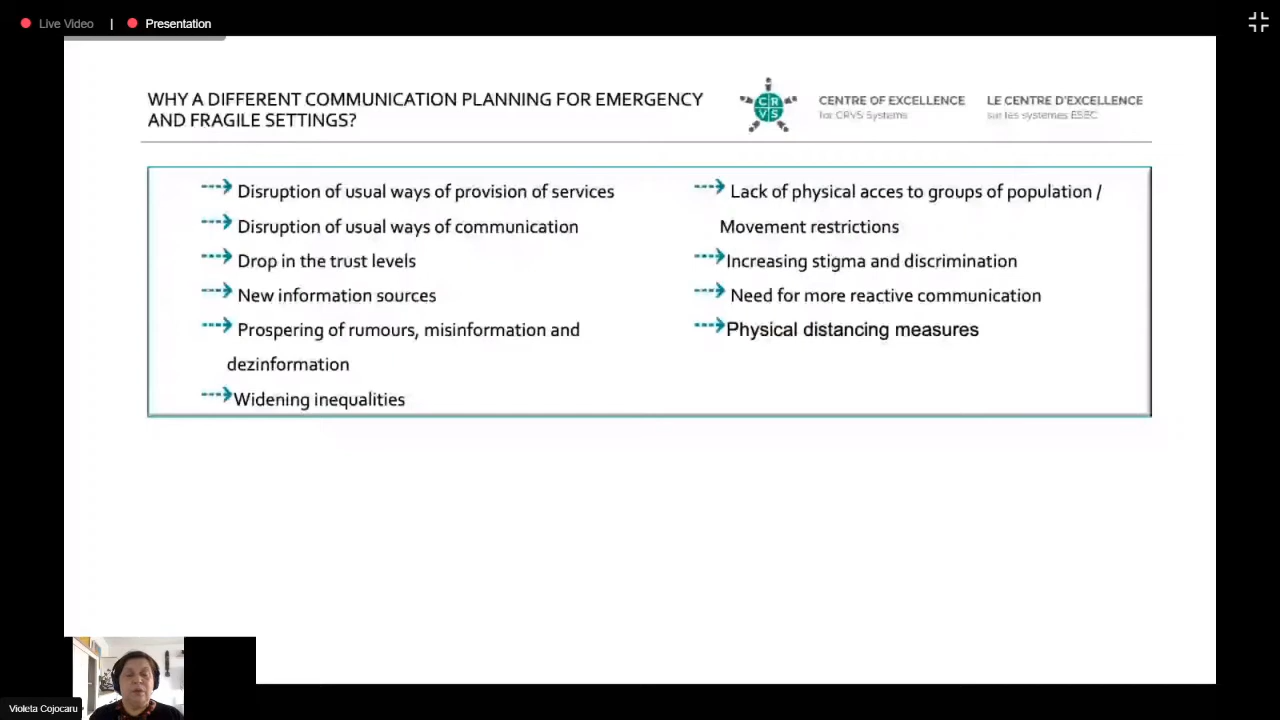 Live Video | Presentation
WHY A DIFFERENT COMMUNICATION PLANNING FOR EMERGENCY
AND FRAGILE SETTINGS?
CRVS
CENTRE OF EXCELLENCE
for CRVS Systems
LE CENTRE D'EXCELLENCE
sur les systèmes ESEC
Disruption of usual ways of provision of services
Disruption of usual ways of communication
Drop in the trust levels
New information sources
Prospering of rumours, misinformation and
dezinformation
Widening inequalities
Lack of physical acces to groups of population /
Movement restrictions
Increasing stigma and discrimination
Need for more reactive communication
Physical distancing measures
Violeta Cojocaru